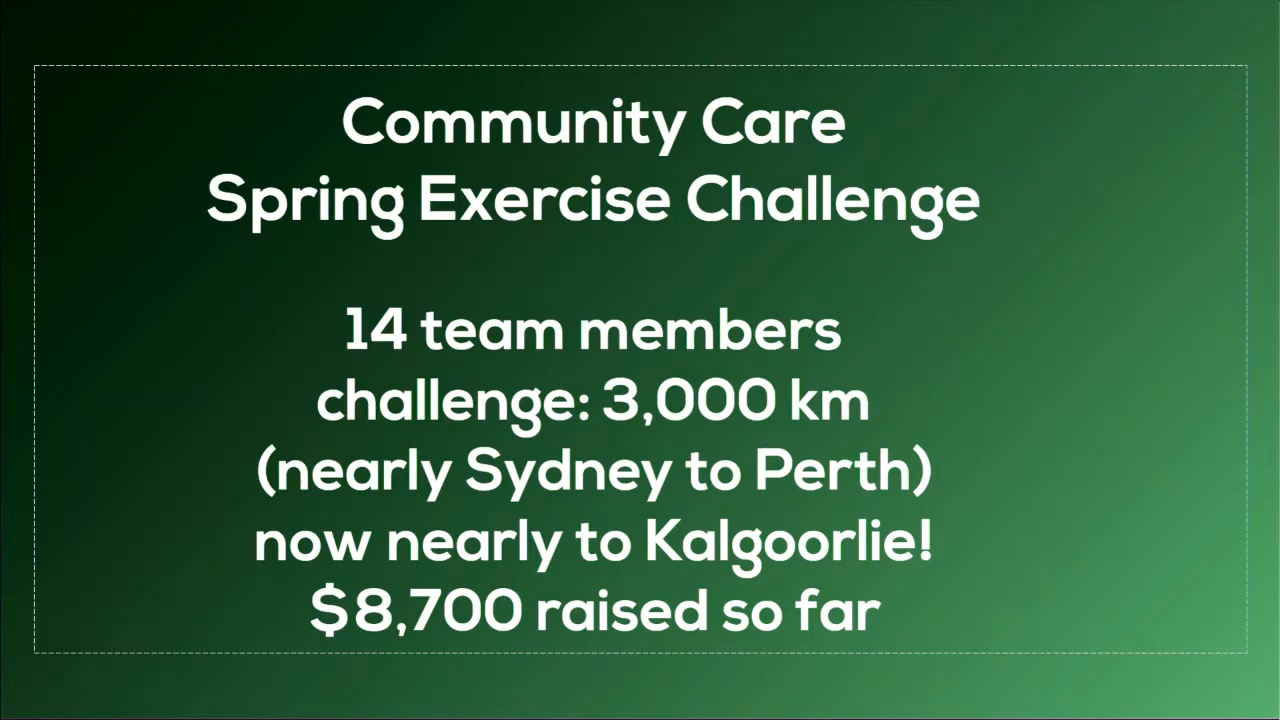 Community Care
Spring Exercise Challenge
14 team members
challenge: 3,000 km
(nearly Sydney to Perth)
now nearly to Kalgoorlie!
$8,700 raised so far